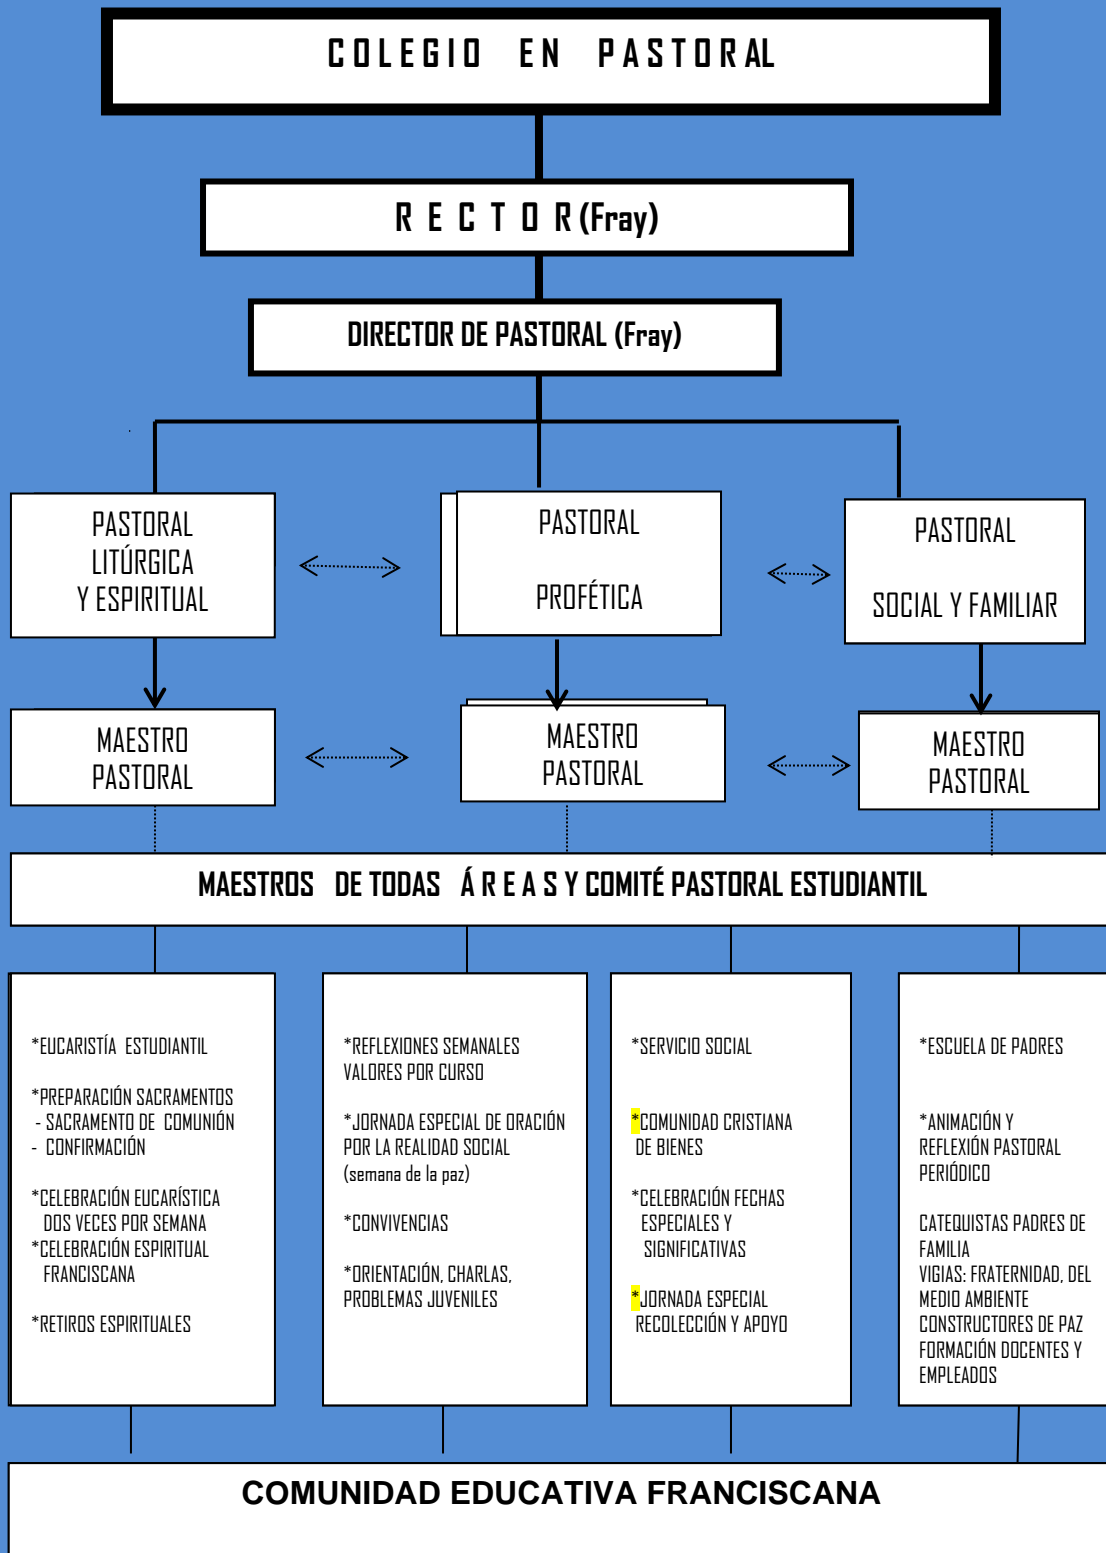 COLEGIO EN PASTORAL
RECTOR (Fray)
DIRECTOR DE PASTORAL (Fray)
PASTORAL
LITÚRGICA
Y ESPIRITUAL
PASTORAL
PROFÉTICA
PASTORAL
SOCIAL Y FAMILIAR
MAESTRO
PASTORAL
MAESTRO
PASTORAL
MAESTRO
PASTORAL
MAESTROS DE TODAS ÁREAS Y COMITÉ PASTORAL ESTUDIANTIL
*EUCARISTÍA ESTUDIANTIL
*PREPARACIÓN SACRAMENTOS
- SACRAMENTO DE COMUNIÓN
- CONFIRMACIÓN
*CELEBRACIÓN EUCARÍSTICA
DOS VECES POR SEMANA
*CELEBRACIÓN ESPIRITUAL
FRANCISCANA
*RETIROS ESPIRITUALES
*REFLEXIONES SEMANALES
VALORES POR CURSO
*JORNADA ESPECIAL DE ORACIÓN
POR LA REALIDAD SOCIAL
(semana de la paz)
*CONVIVENCIAS
*ORIENTACIÓN, CHARLAS,
PROBLEMAS JUVENILES
*SERVICIO SOCIAL
*COMUNIDAD CRISTIANA
DE BIENES
*CELEBRACIÓN FECHAS
ESPECIALES Y
SIGNIFICATIVAS
*JORNADA ESPECIAL
RECOLECCIÓN Y APOYO
*ESCUELA DE PADRES
*ANIMACIÓN Y
REFLEXIÓN PASTORAL
PERIÓDICO
CATEQUISTAS PADRES DE
FAMILIA
VIGIAS: FRATERNIDAD, DEL
MEDIO AMBIENTE
CONSTRUCTORES DE PAZ
FORMACIÓN DOCENTES Y
EMPLEADOS
COMUNIDAD EDUCATIVA FRANCISCANA